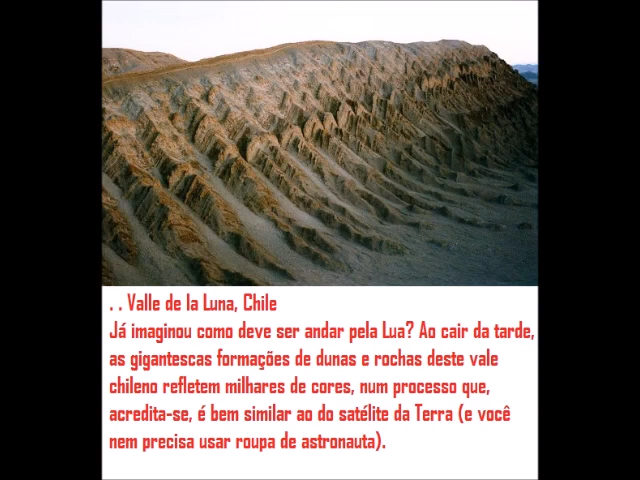 . . Valle de la Luna, Chile
Já imaginou como deve ser andar pela Lua? Ao cair da tarde,
as gigantescas formações de dunas e rochas deste vale
chileno refletem milhares de cores, num processo que,
acredita-se, é bem similar ao do satélite da Terra (e você
nem precisa usar roupa de astronauta).